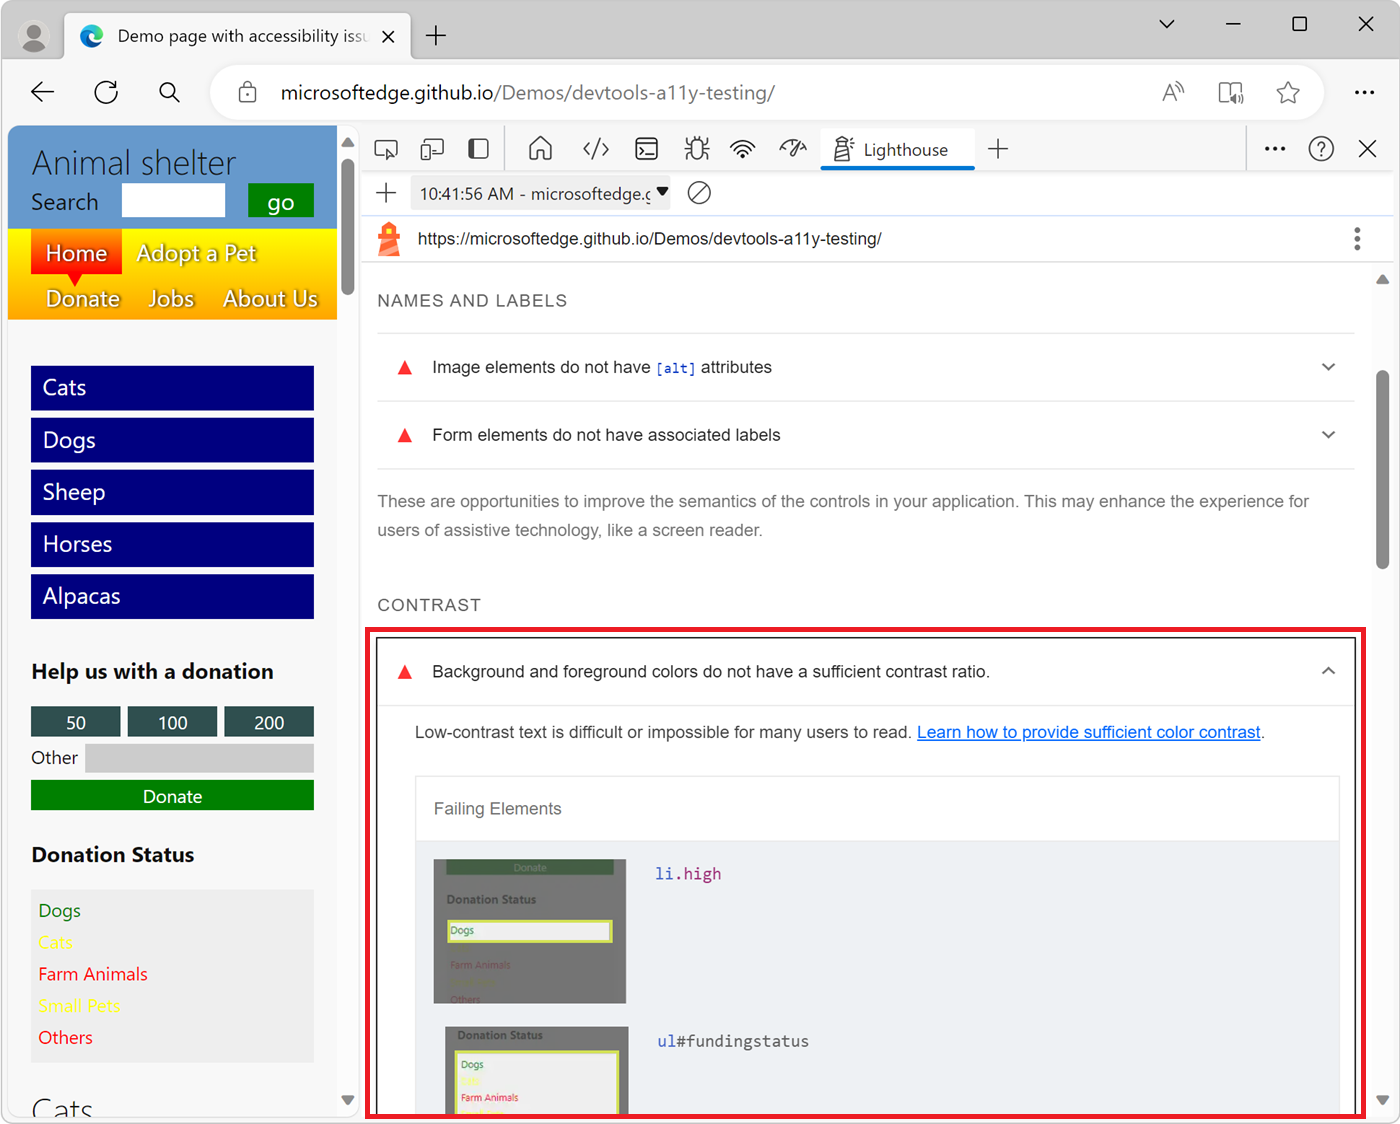 Demo page with accessibility issu
microsoftedge.github.io/Demos/devtools-a11y-testing/
Animal shelter
Search
go
Home
Adopt a Pet
Donate
Jobs
About Us
Cats
Dogs
Sheep
Horses
Alpacas
Help us with a donation
50
100
200
Other
Donate
Donation Status
Dogs
Cats
Farm Animals
Small Pets
Others
Cats
Lighthouse
10:41:56 AM - microsoftedge.g
https://microsoftedge.github.io/Demos/devtools-a11y-testing/
NAMES AND LABELS
Image elements do not have [alt] attributes
Form elements do not have associated labels
These are opportunities to improve the semantics of the controls in your application. This may enhance the experience for
users of assistive technology, like a screen reader.
CONTRAST
Background and foreground colors do not have a sufficient contrast ratio.
Low-contrast text is difficult or impossible for many users to read. Learn how to provide sufficient color contrast.
Failing Elements
Donate
Donation Status
Dogs
Farm Animals
Others
li.high
Donation Status
Dogs
Farm Animals
ul#fundingstatus